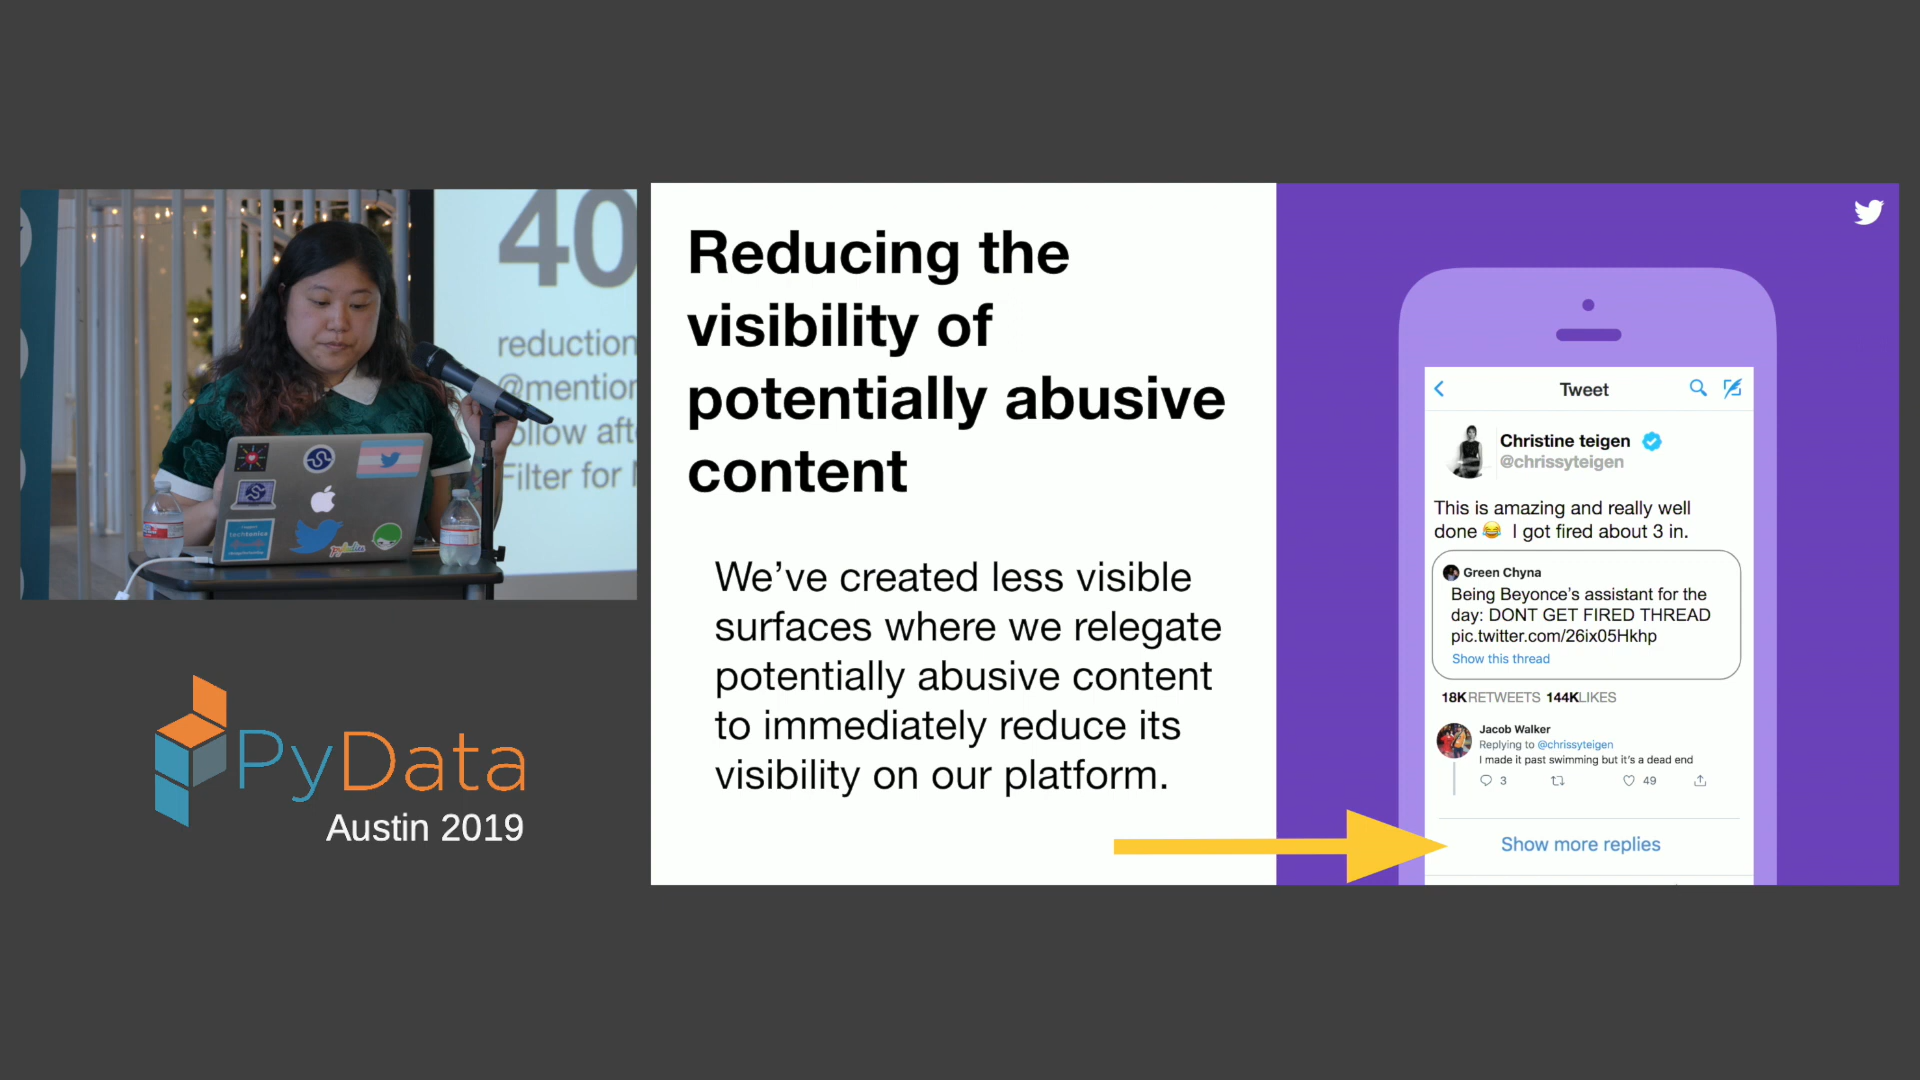 40
reduction
@mention
ollow aft
Filter for
techtonica
PyData
Austin 2019
Reducing the
visibility of
potentially abusive
content
We've created less visible
surfaces where we relegate
potentially abusive content
to immediately reduce its
visibility on our platform.
Tweet
Christine teigen
@chrissyteigen
This is amazing and really well
done 😂 I got fired about 3 in.
Green Chyna
Being Beyonce's assistant for the
day: DONT GET FIRED THREAD
pic.twitter.com/26ix05Hkhp
Show this thread
18KRETWEETS 144KLIKES
Jacob Walker
Replying to @chrissyteigen
I made it past swimming but it's a dead end
3 49
Show more replies